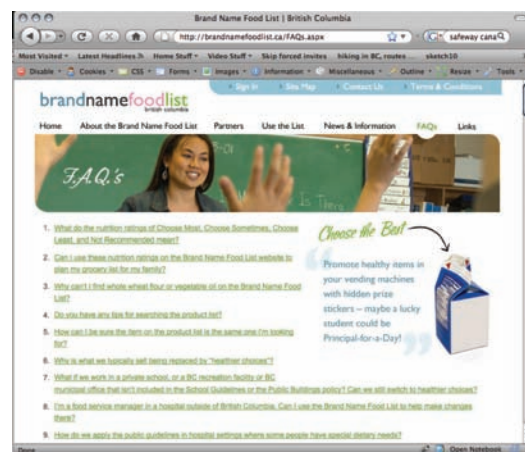 Brand Name Food List | British Columbia
http://brandnamefoodlist.ca/FAQs.aspx
safeway cana
Most Visited Latest Headlines Home Stuff Video Stuff Skip forced invites hiking in BC, routes ... sketch10
Disable Cookies CSS Forms Images Information Miscellaneous Outline Resize Tools
Sign In Site Map Contact Us Terms & Conditions
brandnamefoodlist
british columbia
Home About the Brand Name Food List Partners Use the List News & Information FAQs Links
F.A.Q.'s
1. What do the nutrition ratings of Choose Most, Choose Sometimes, Choose
Least, and Not Recommended mean?
2. Can I use these nutrition ratings on the Brand Name Food List website to
plan my grocery list for my family?
3. Why can't I find whole wheat flour or vegetable oil on the Brand Name Food
List?
4. Do you have any tips for searching the product list?
5. How can I be sure the item on the product list is the same one I'm looking
for?
6. Why is what we typically sell being replaced by "healthier choices"?
7. What if we work in a private school, or a BC recreation facility or BC
municipal office that isn't included in the School Guidelines or the Public Buildings policy? Can we still switch to healthier choices?
8. I'm a food service manager in a hospital outside of British Columbia. Can I use the Brand Name Food List to help make changes
there?
9. How do we apply the public guidelines in hospital settings where some people have special dietary needs?
Choose the Best
Promote healthy items in
your vending machines
with hidden prize
stickers – maybe a lucky
student could be
Principal-for-a-Day!
Done
Open Notebook